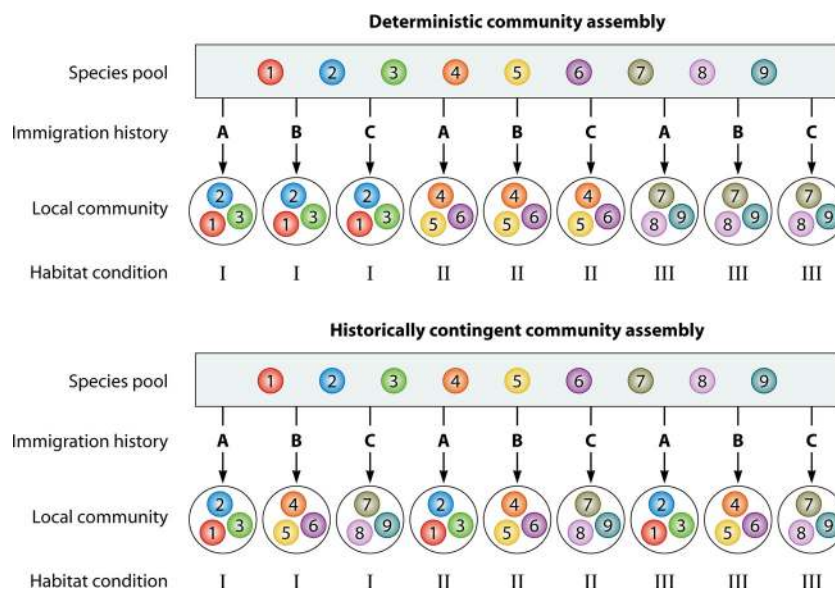 Deterministic community assembly
Species pool 1 2 3 4 5 6 7 8 9
Immigration history A B C A B C A B C
Local community 2 1 3 2 1 3 2 1 3 4 5 6 4 5 6 4 5 6 7 8 9 7 8 9 7 8 9
Habitat condition I I I II II II III III III
Historically contingent community assembly
Species pool 1 2 3 4 5 6 7 8 9
Immigration history A B C A B C A B C
Local community 2 1 3 4 5 6 7 8 9 2 1 3 4 5 6 7 8 9 2 1 3 4 5 6 7 8 9
Habitat condition I I I II II II III III III